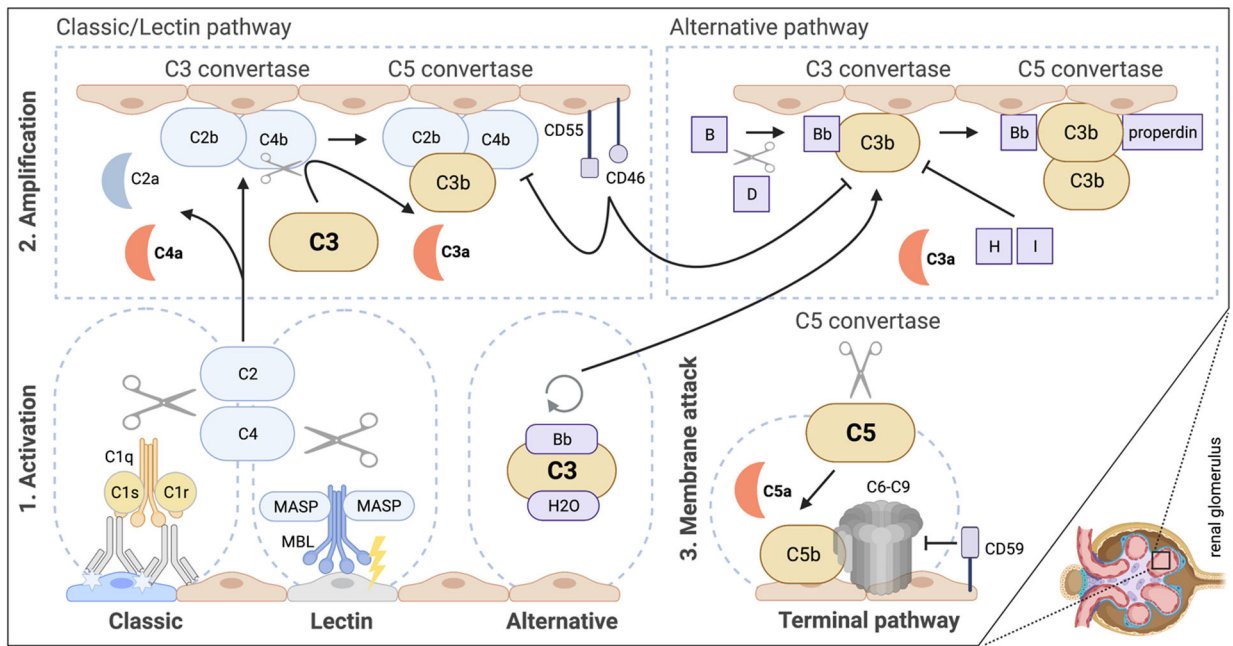 Classic/Lectin pathway
Alternative pathway
2. Amplification
C3 convertase
C5 convertase
C2b
C4b
C2b
C4b
C3b
CD55
CD46
C2a
C4a
C3
C3a
C3 convertase
C5 convertase
B
Bb
C3b
D
Bb
C3b
properdin
C3b
C3a
H
I
1. Activation
C2
C4
C1q
C1s
C1r
MASP
MASP
MBL
Bb
C3
H2O
Classic
Lectin
Alternative
3. Membrane attack
C5 convertase
C5
C5a
C6-C9
C5b
CD59
Terminal pathway
renal glomerulus